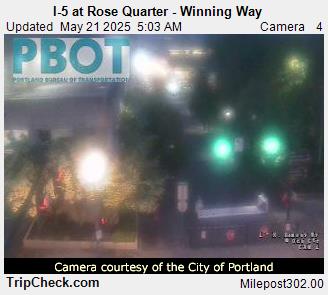 I-5 at Rose Quarter - Winning Way
Updated May 21 2025 5:03 AM Camera 4
PBOT
PORTLAND BUREAU OF TRANSPORTATION
Camera courtesy of the City of Portland
TripCheck.com Milepost302.00